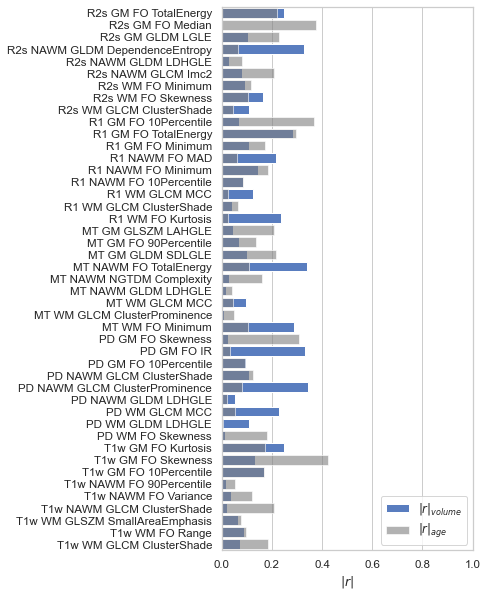 R2s GM FO TotalEnergy
R2s GM FO Median
R2s GM GLDM LGLE
R2s NAWM GLDM DependenceEntropy
R2s NAWM GLDM LDHGLE
R2s NAWM GLCM Imc2
R2s WM FO Minimum
R2s WM FO Skewness
R2s WM GLCM ClusterShade
R1 GM FO 10Percentile
R1 GM FO TotalEnergy
R1 GM FO Minimum
R1 NAWM FO MAD
R1 NAWM FO Minimum
R1 NAWM FO 10Percentile
R1 WM GLCM MCC
R1 WM GLCM ClusterShade
R1 WM FO Kurtosis
MT GM GLSZM LAHGLE
MT GM FO 90Percentile
MT GM GLDM SDLGLE
MT NAWM FO TotalEnergy
MT NAWM NGTDM Complexity
MT NAWM GLDM LDHGLE
MT WM GLCM MCC
MT WM GLCM ClusterProminence
MT WM FO Minimum
PD GM FO Skewness
PD GM FO IR
PD GM FO 10Percentile
PD NAWM GLCM ClusterShade
PD NAWM GLCM ClusterProminence
PD NAWM GLDM LDHGLE
PD WM GLCM MCC
PD WM GLDM LDHGLE
PD WM FO Skewness
T1w GM FO Kurtosis
T1w GM FO Skewness
T1w GM FO 10Percentile
T1w NAWM FO 90Percentile
T1w NAWM FO Variance
T1w NAWM GLCM ClusterShade
T1w WM GLSZM SmallAreaEmphasis
T1w WM FO Range
T1w WM GLCM ClusterShade
|r|volume
|r|age
0.0 0.2 0.4 0.6 0.8 1.0
|r|